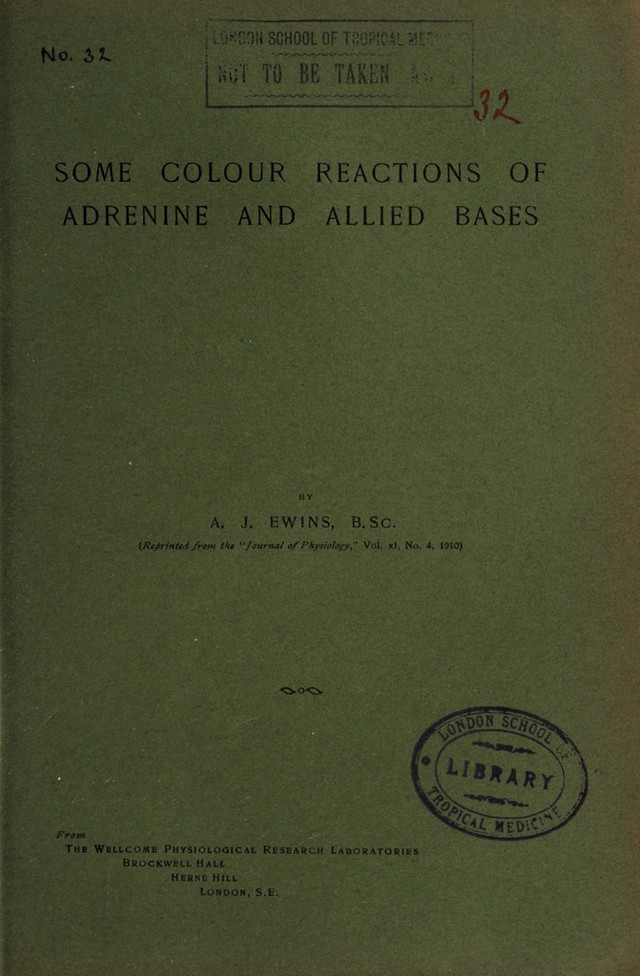 No. 32
LONDON SCHOOL OF TROPICAL
NOT TO BE TAKEN
32
SOME COLOUR REACTIONS OF
ADRENINE AND ALLIED BASES
BY
A. J. EWINS, B.SC.
(Reprinted from the "Journal of Physiology," Vol. xl, No. 4, 1910)
LONDON SCHOOL OF
LIBRARY
TROPICAL MEDICINE
From
THE WELLCOME PHYSIOLOGICAL RESEARCH LABORATORIES
BROCKWELL HALL
HERNE HILL
LONDON, S.E.